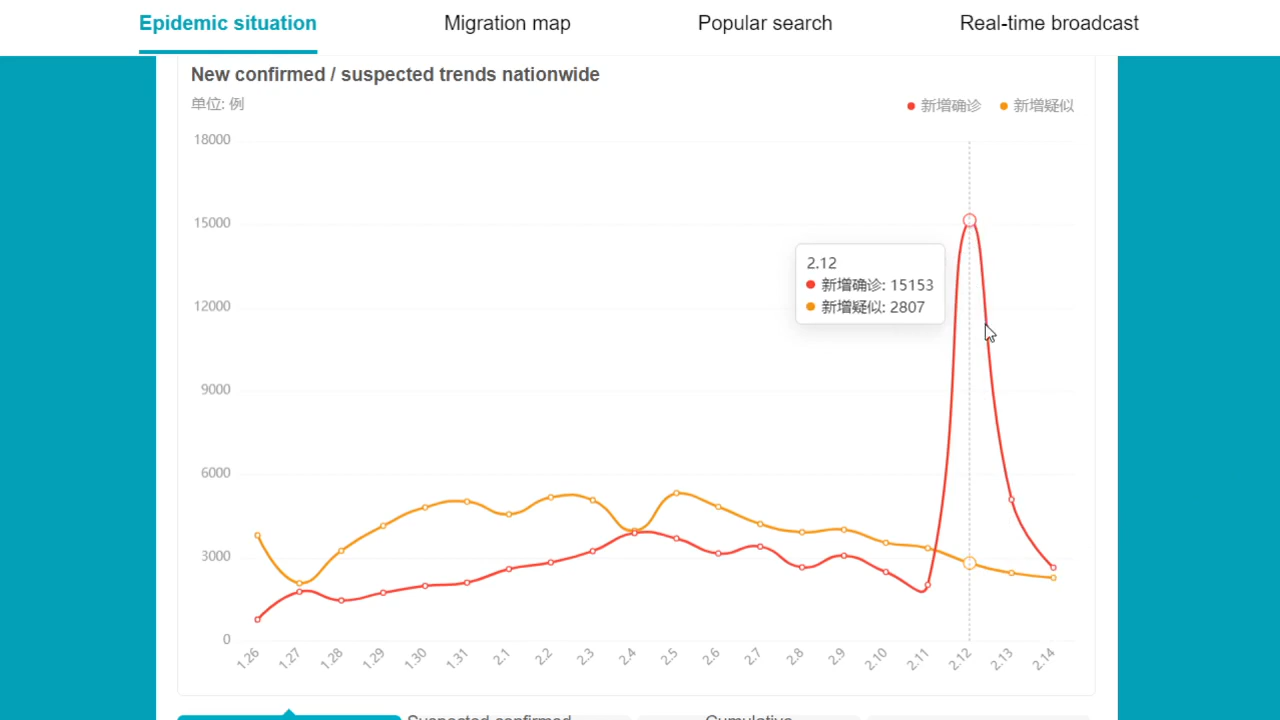 Epidemic situation Migration map Popular search Real-time broadcast
New confirmed / suspected trends nationwide
单位: 例
新增确诊 新增疑似
18000
15000
12000
9000
6000
3000
0
2.12
新增确诊: 15153
新增疑似: 2807
1.26 1.27 1.28 1.29 1.30 1.31 2.1 2.2 2.3 2.4 2.5 2.6 2.7 2.8 2.9 2.10 2.11 2.12 2.13 2.14
Suspected confirmed Cumulative